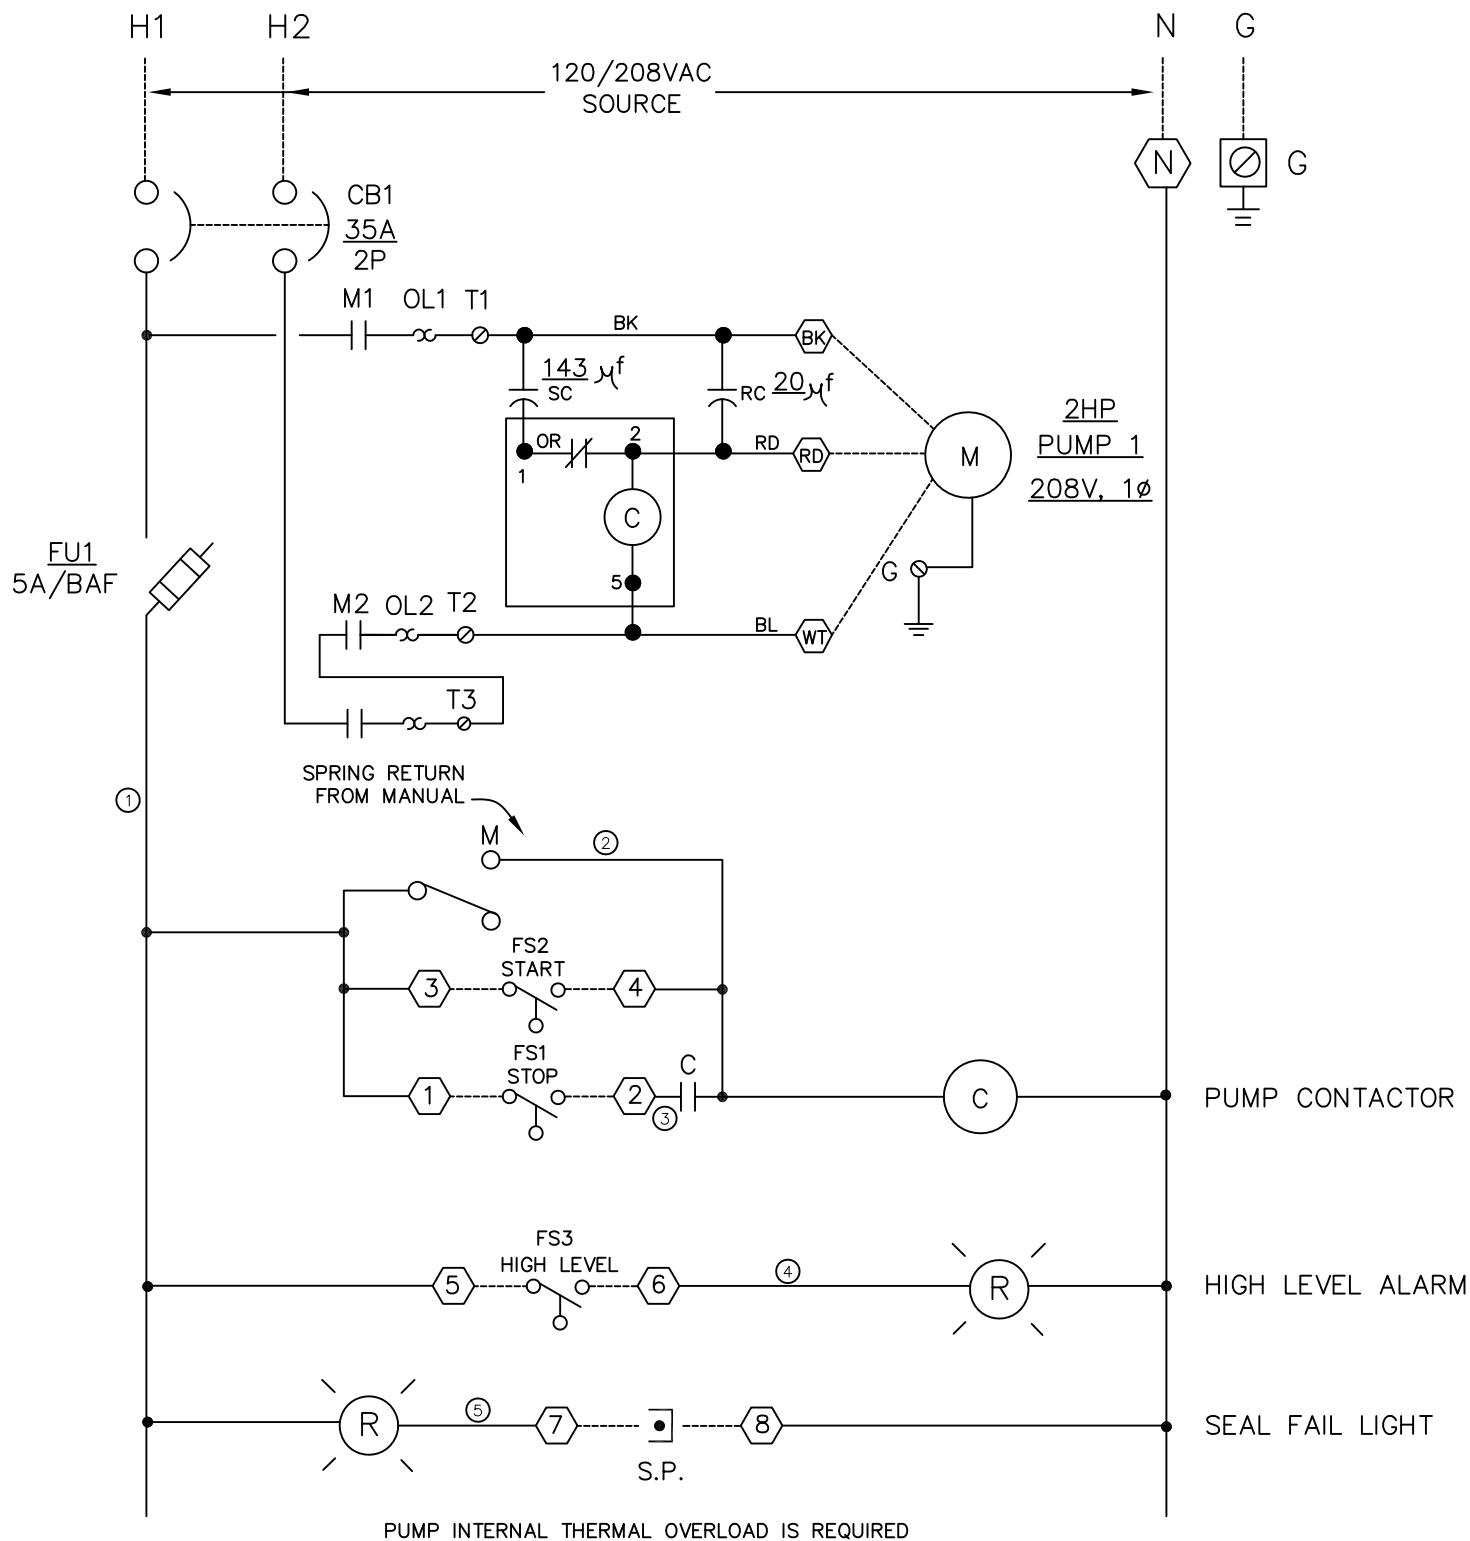 H1 H2 N G
120/208VAC
SOURCE
N G
CB1
35A
2P
M1 OL1 T1
BK BK
143 µf
SC
RC 20 µf
2HP
PUMP 1
208V, 1ø
OR 2 RD RD M
1
C
FU1
5A/BAF
5 G
M2 OL2 T2
BL WT
T3
SPRING RETURN
FROM MANUAL
1
M 2
FS2
START
3 4
FS1
STOP
C
1 2 C PUMP CONTACTOR
3
FS3
HIGH LEVEL
5 6 4 R HIGH LEVEL ALARM
R 5 7 8 SEAL FAIL LIGHT
S.P.
PUMP INTERNAL THERMAL OVERLOAD IS REQUIRED